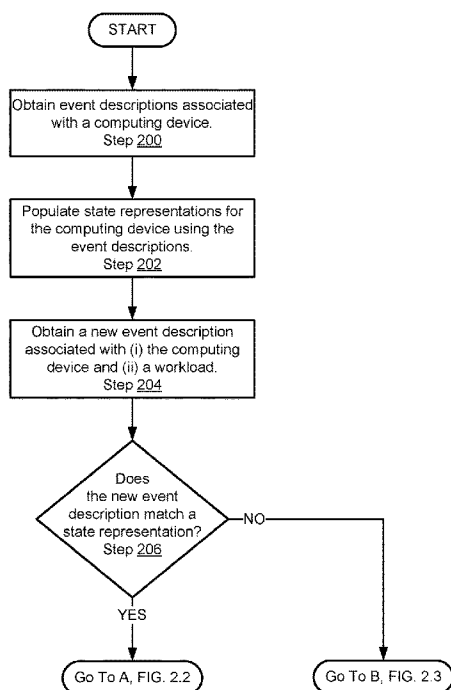 START
Obtain event descriptions associated
with a computing device.
Step 200
Populate state representations for
the computing device using the
event descriptions.
Step 202
Obtain a new event description
associated with (i) the computing
device and (ii) a workload.
Step 204
Does
the new event
description match a
state representation?
Step 206
NO
YES
Go To A, FIG. 2.2
Go To B, FIG. 2.3